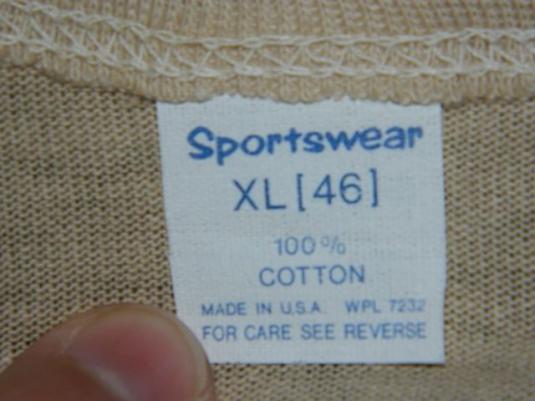 Sportswear
XL [46]
100%
COTTON
MADE IN U.S.A. WPL 7232
FOR CARE SEE REVERSE